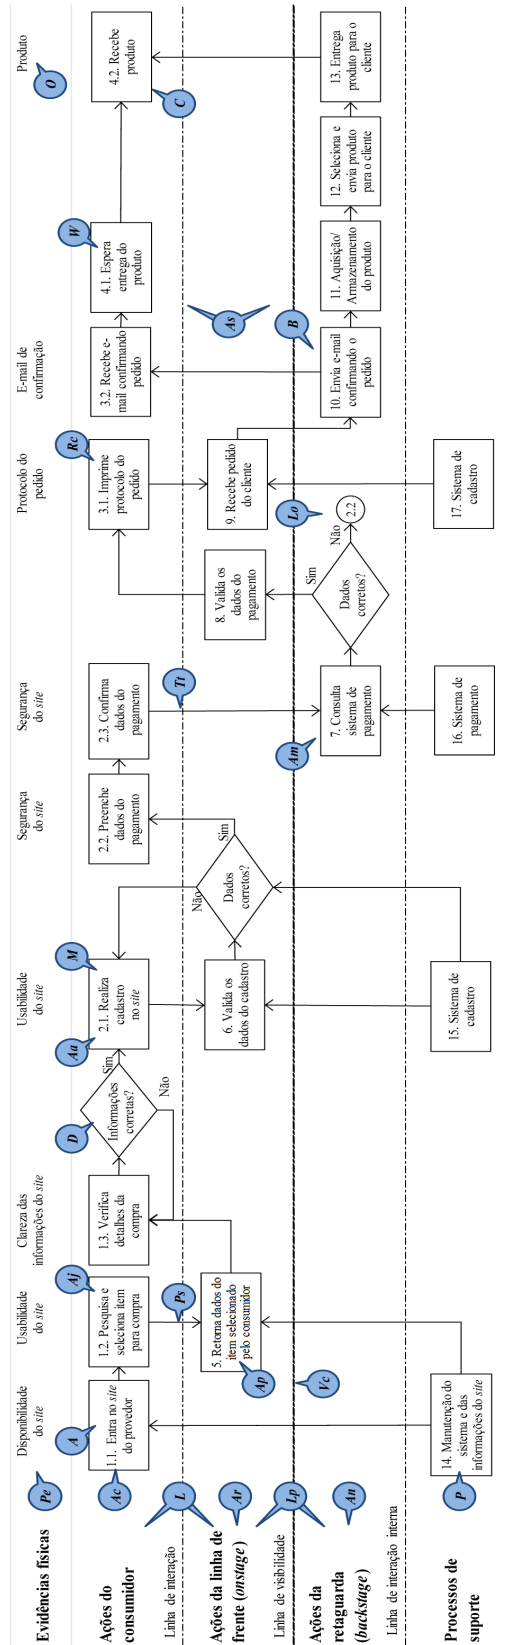 Evidências físicas
Pe
Disponibilidade
do site
Usabilidade
do site
Clareza das
informações do site
Usabilidade
do site
Segurança
do site
Segurança
do site
Protocolo do
pedido
E-mail de
confirmação
Produto
O
Ações do
consumidor
Ac
A
1.1. Entra no site
do provedor
Aj
1.2. Pesquisa e
seleciona item
para compra
1.3. Verifica
detalhes da
compra
D
Informações
corretas?
Sim
Não
Aa
M
2.1. Realiza
cadastro
no site
2.2. Preenche
dados do
pagamento
2.3. Confirma
dados do
pagamento
Rc
3.1. Imprime
protocolo do
pedido
3.2. Recebe e-
mail confirmando
pedido
W
4.1. Espera
entrega do
produto
4.2. Recebe
produto
C
Linha de interação
L
Ps
Tt
As
Ações da linha de
frente (onstage)
Ar
Ap
5. Retorna dados do
item selecionado
pelo consumidor
6. Valida os
dados do cadastro
Dados
corretos?
Não
Sim
8. Valida os
dados do
pagamento
9. Recebe pedido
do cliente
Linha de visibilidade
Lp
Vc
Am
Lo
B
Ações da
retaguarda
(backstage)
An
7. Consulta
sistema de
pagamento
Dados
corretos?
Sim
Não
2.2
10. Envia e-mail
confirmando o
pedido
11. Aquisição/
Armazenamento
do produto
12. Seleciona e
envia produto
para o cliente
13. Entrega
produto para o
cliente
Linha de interação interna
Processos de
suporte
P
14. Manutenção do
sistema e das
informações do site
15. Sistema de
cadastro
16. Sistema de
pagamento
17. Sistema de
cadastro